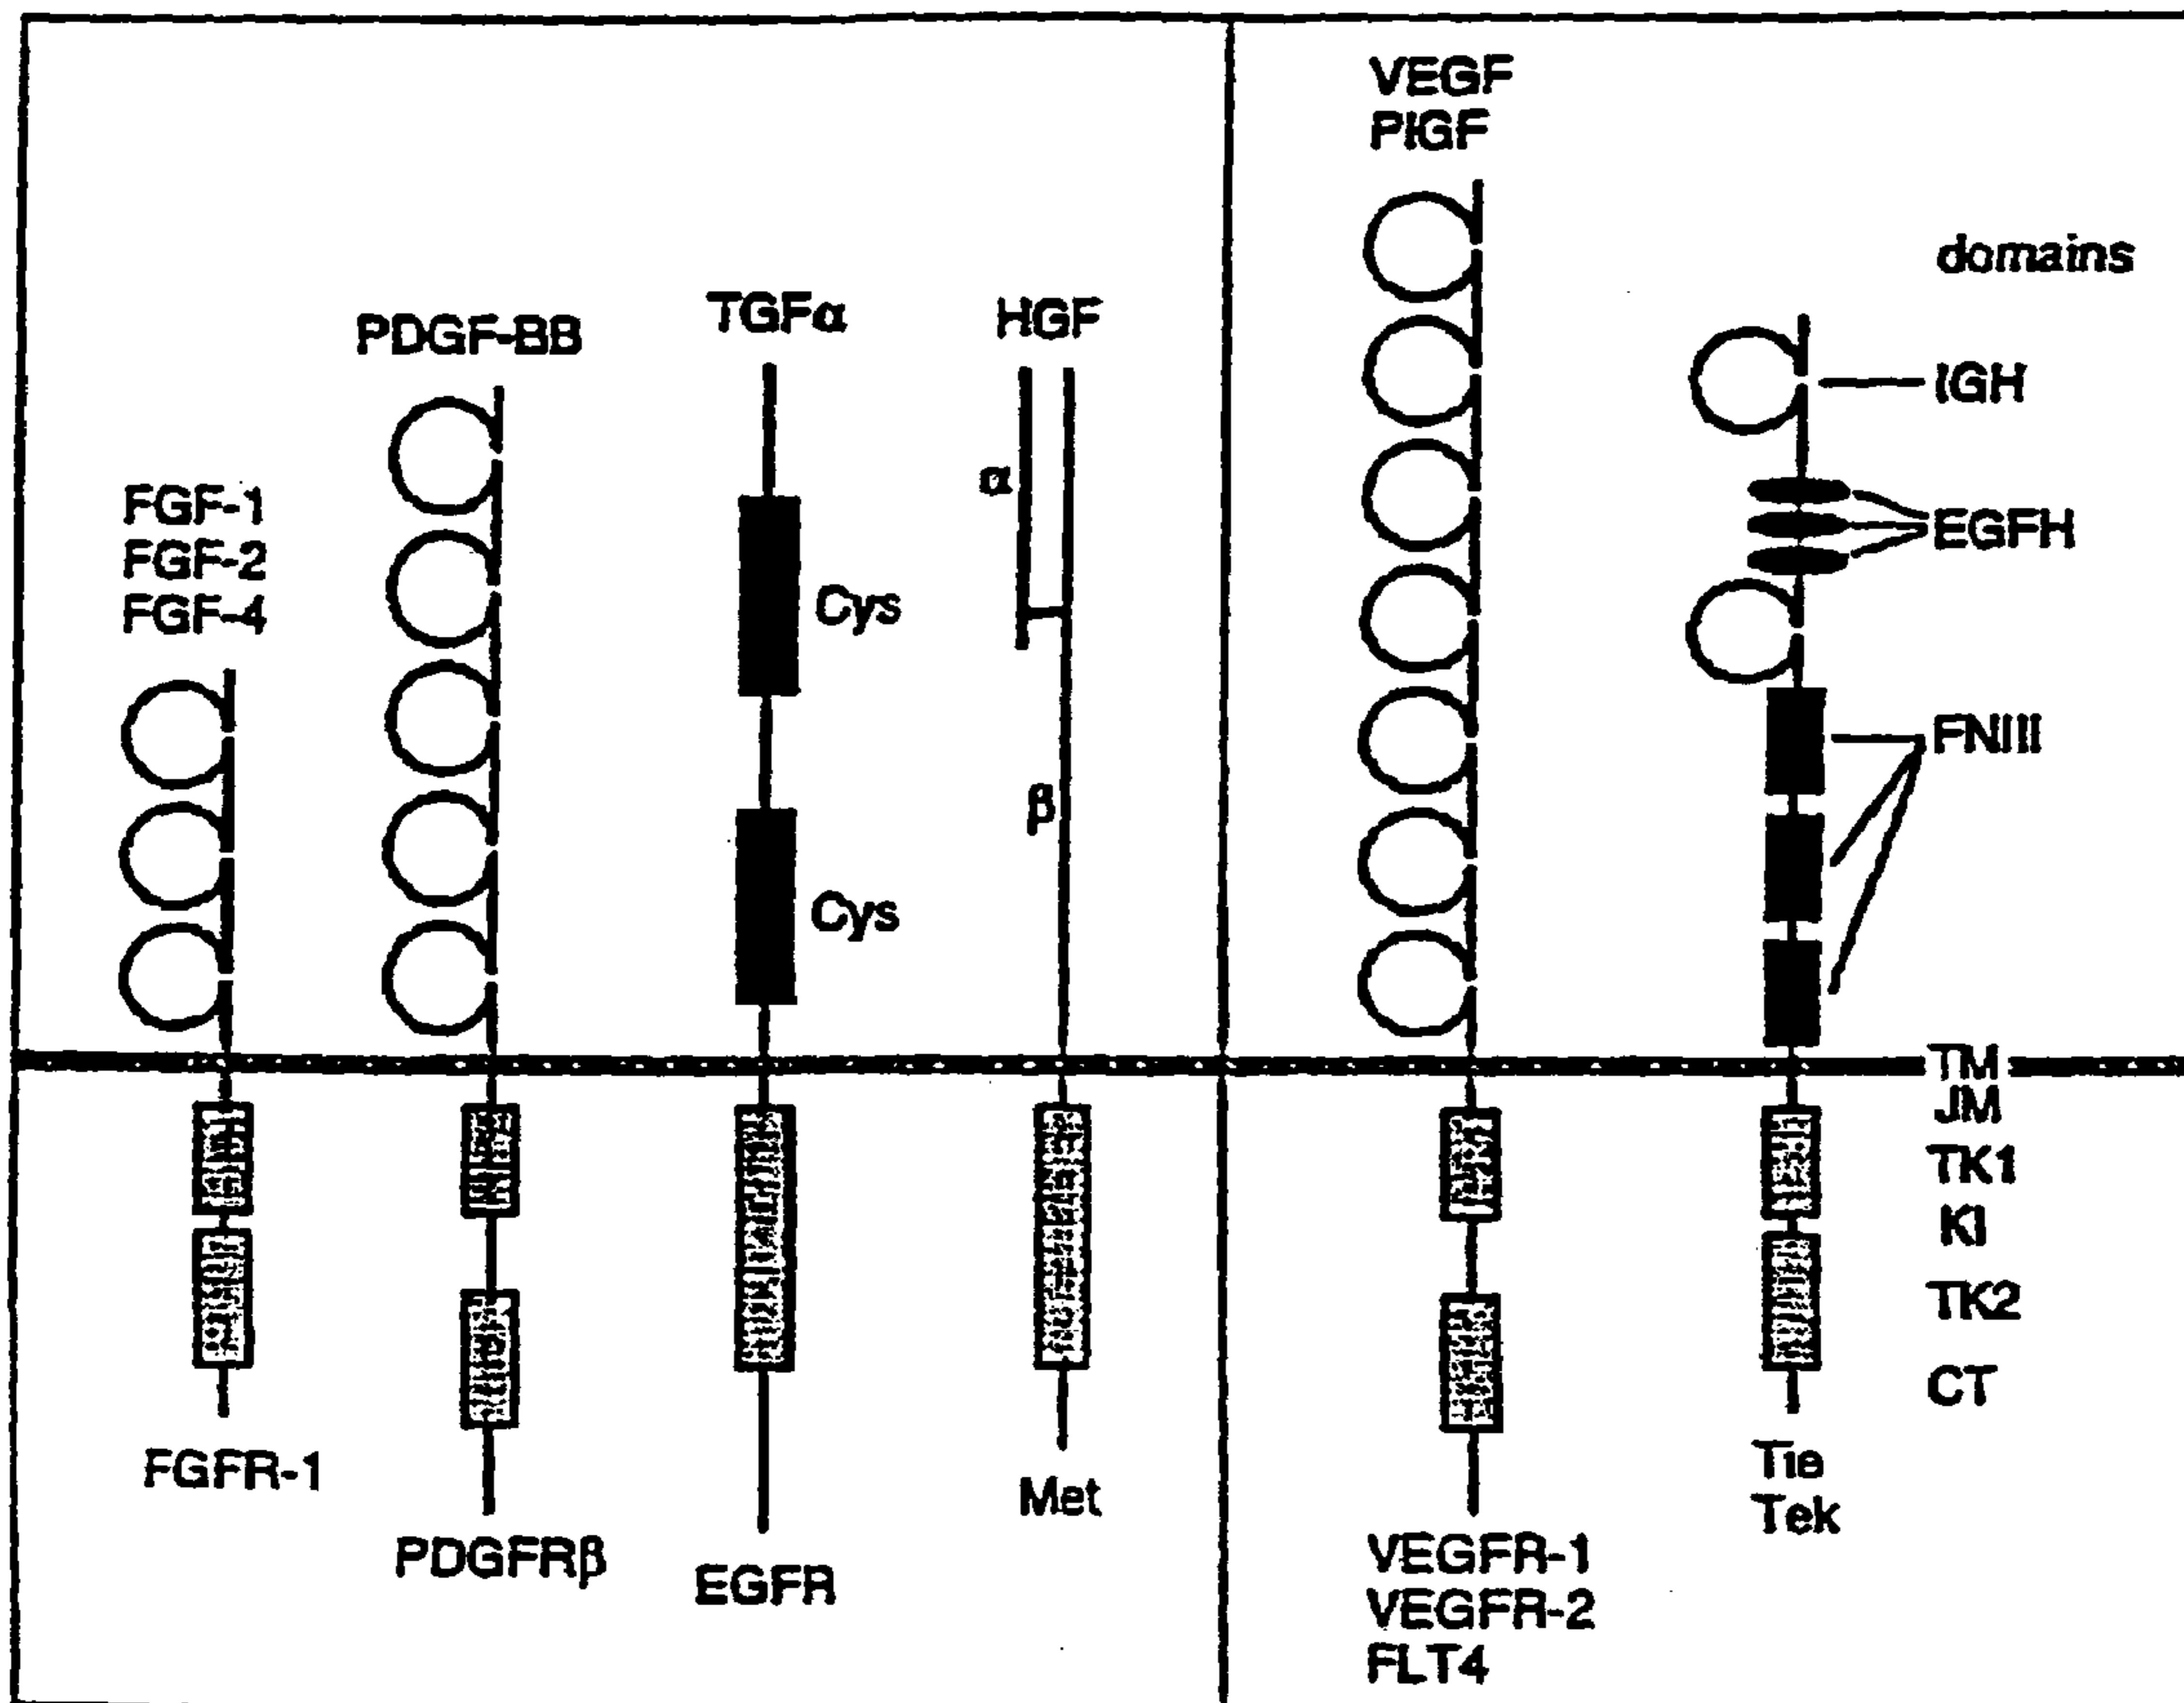 FGF-1
FGF-2
FGF-4
FGFR-1
PDGF-BB
PDGFRβ
TGFα
Cys
Cys
EGFR
HGF
α
β
Met
VEGF
PlGF
VEGFR-1
VEGFR-2
FLT4
domains
IGH
EGFH
FNIII
TM
JM
TK1
KI
TK2
CT
Tie
Tek